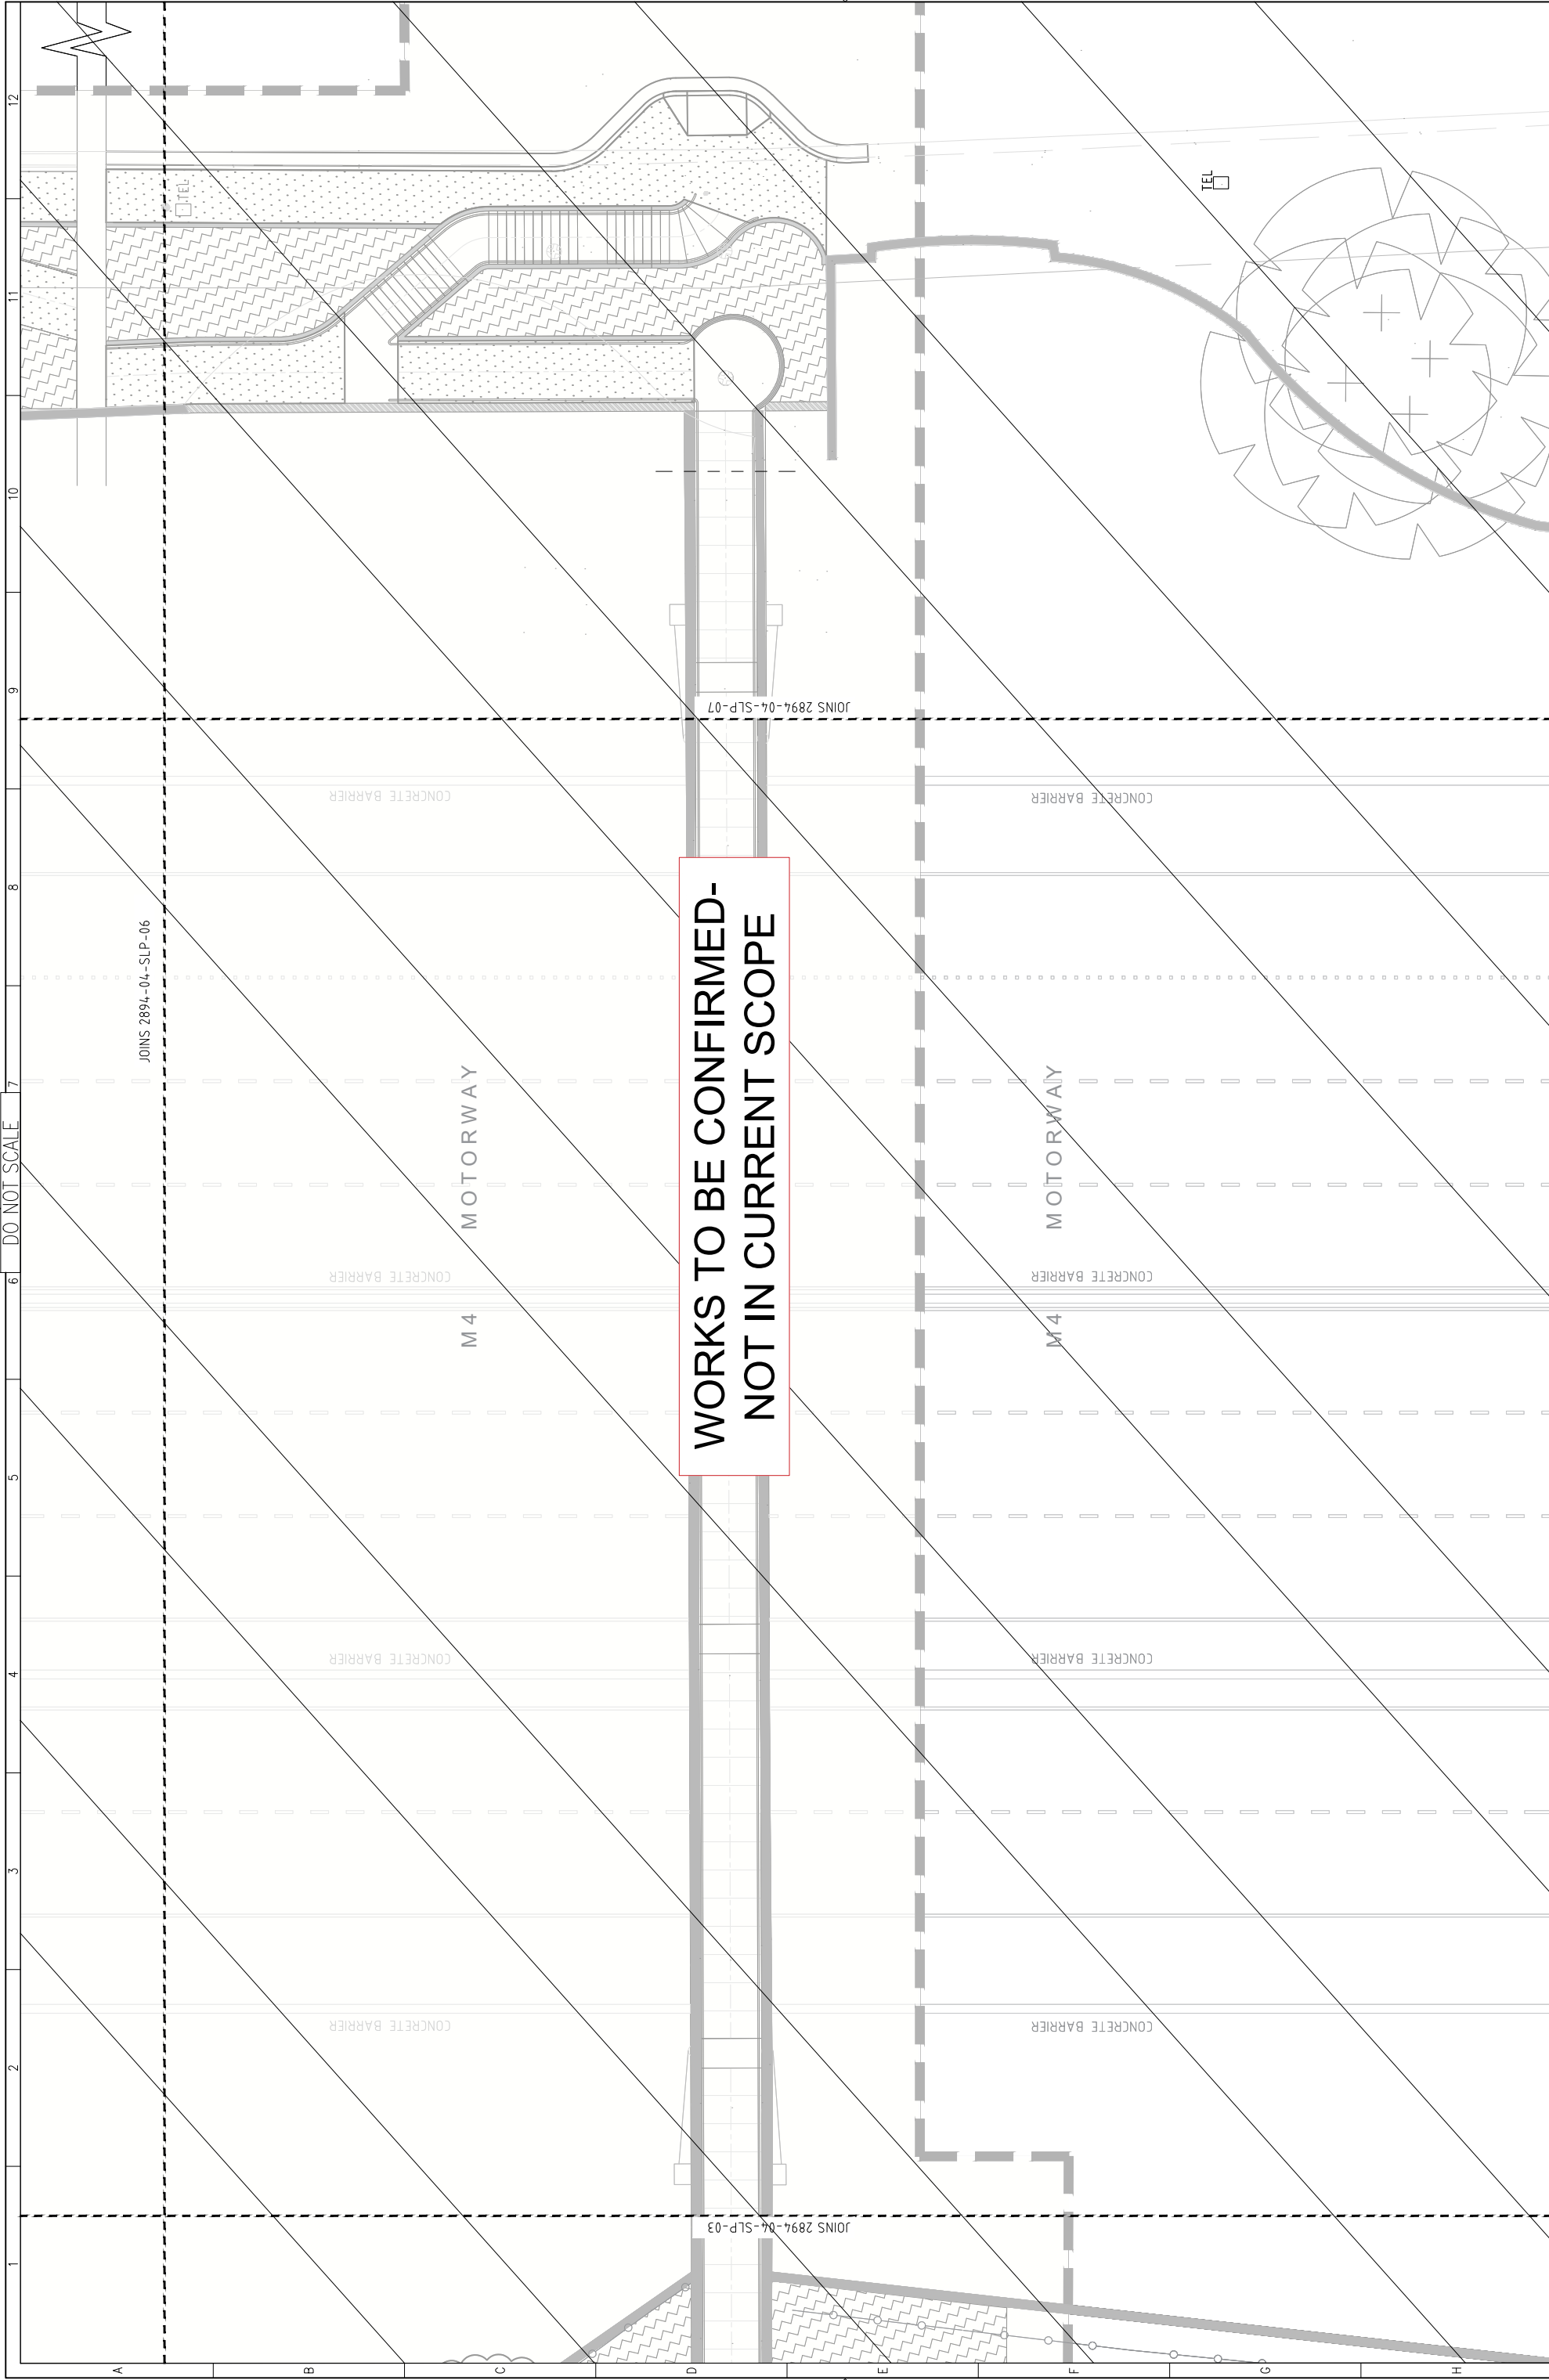 12
11
10
9
8
7
6
5
4
3
2
1
DO NOT SCALE
A
B
C
D
E
F
G
H
TEL
TEL
JOINS 2894-04-SLP-07
CONCRETE BARRIER
CONCRETE BARRIER
JOINS 2894-04-SLP-06
WORKS TO BE CONFIRMED-
NOT IN CURRENT SCOPE
M4 MOTORWAY
M4 MOTORWAY
CONCRETE BARRIER
CONCRETE BARRIER
CONCRETE BARRIER
CONCRETE BARRIER
CONCRETE BARRIER
CONCRETE BARRIER
JOINS 2894-04-SLP-03